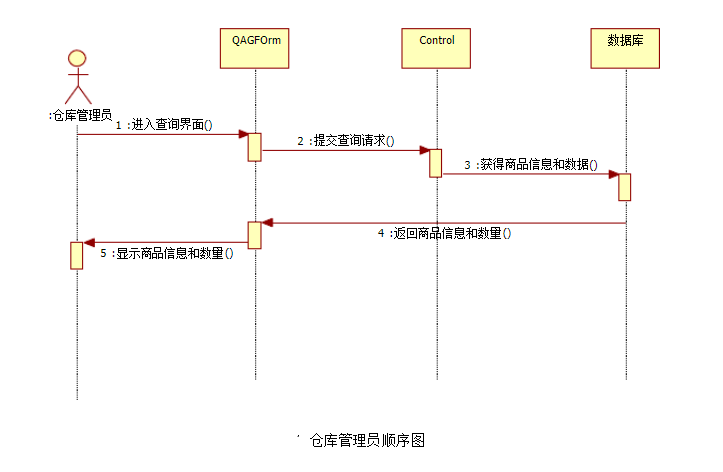 QAGFOrm
Control
数据库
:仓库管理员
1 :进入查询界面()
2 :提交查询请求()
3 :获得商品信息和数据()
4 :返回商品信息和数量()
5 :显示商品信息和数量()
仓库管理员顺序图